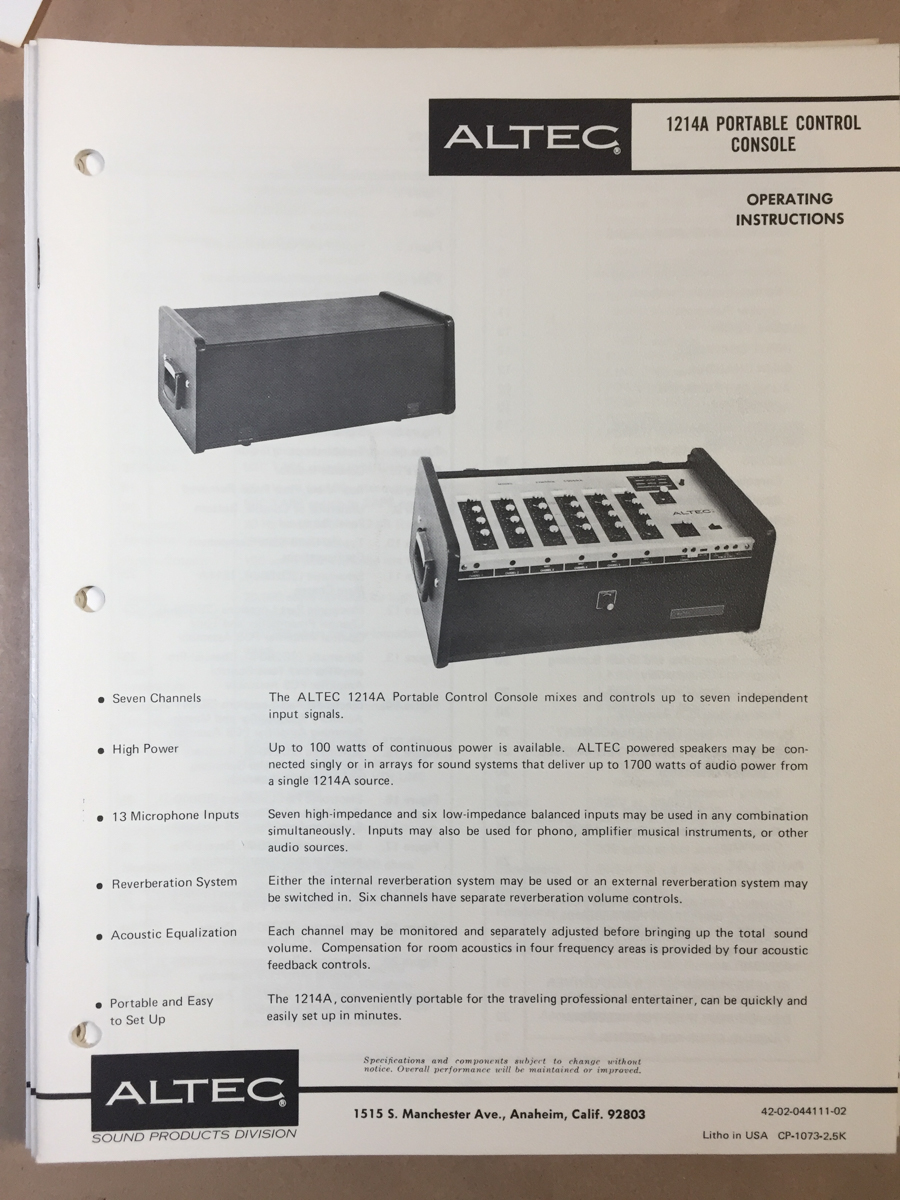 ALTEC®
1214A PORTABLE CONTROL
CONSOLE
OPERATING
INSTRUCTIONS
ALTEC
• Seven Channels
The ALTEC 1214A Portable Control Console mixes and controls up to seven independent
input signals.
• High Power
Up to 100 watts of continuous power is available. ALTEC powered speakers may be con-
nected singly or in arrays for sound systems that deliver up to 1700 watts of audio power from
a single 1214A source.
• 13 Microphone Inputs
Seven high-impedance and six low-impedance balanced inputs may be used in any combination
simultaneously. Inputs may also be used for phono, amplifier musical instruments, or other
audio sources.
• Reverberation System
Either the internal reverberation system may be used or an external reverberation system may
be switched in. Six channels have separate reverberation volume controls.
• Acoustic Equalization
Each channel may be monitored and separately adjusted before bringing up the total sound
volume. Compensation for room acoustics in four frequency areas is provided by four acoustic
feedback controls.
• Portable and Easy
to Set Up
The 1214A, conveniently portable for the traveling professional entertainer, can be quickly and
easily set up in minutes.
Specifications and components subject to change without
notice. Overall performance will be maintained or improved.
ALTEC®
SOUND PRODUCTS DIVISION
1515 S. Manchester Ave., Anaheim, Calif. 92803
42-02-044111-02
Litho in USA CP-1073-2.5K